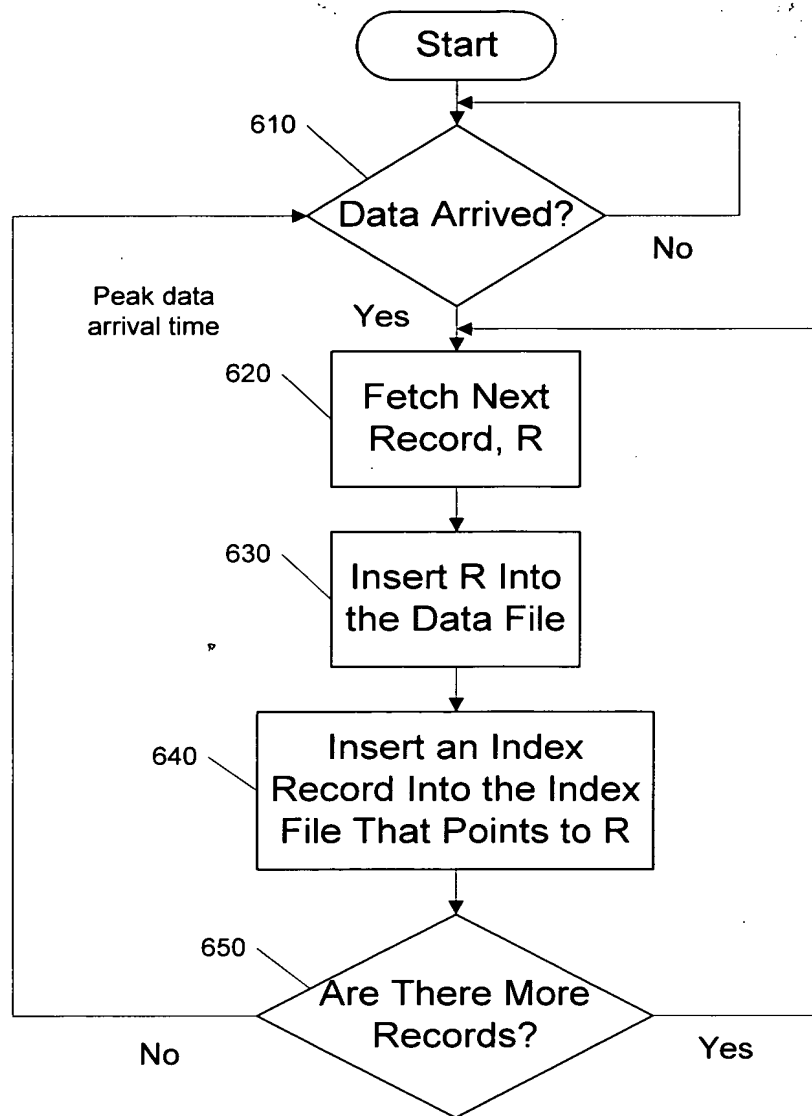 Start
610
Data Arrived?
No
Peak data
arrival time
Yes
620
Fetch Next
Record, R
630
Insert R Into
the Data File
640
Insert an Index
Record Into the Index
File That Points to R
650
Are There More
Records?
No
Yes